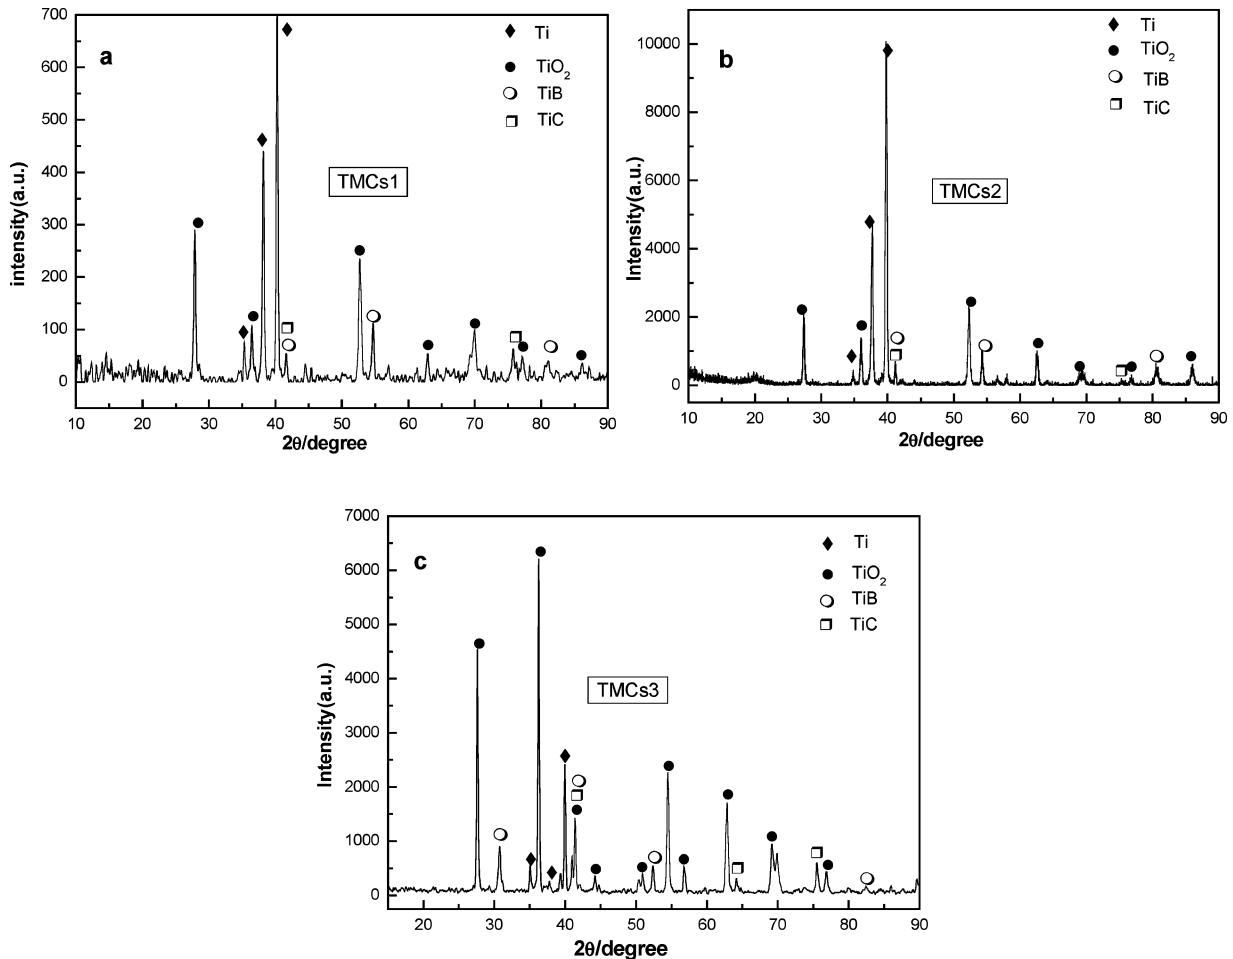 a
Ti
TiO2
TiB
TiC
TMCs1
intensity(a.u.)
700
600
500
400
300
200
100
0
10 20 30 40 50 60 70 80 90
2θ/degree
b
Ti
TiO2
TiB
TiC
TMCs2
Intensity(a.u.)
10000
8000
6000
4000
2000
0
10 20 30 40 50 60 70 80 90
2θ/degree
c
Ti
TiO2
TiB
TiC
TMCs3
Intensity(a.u.)
7000
6000
5000
4000
3000
2000
1000
0
20 30 40 50 60 70 80 90
2θ/degree